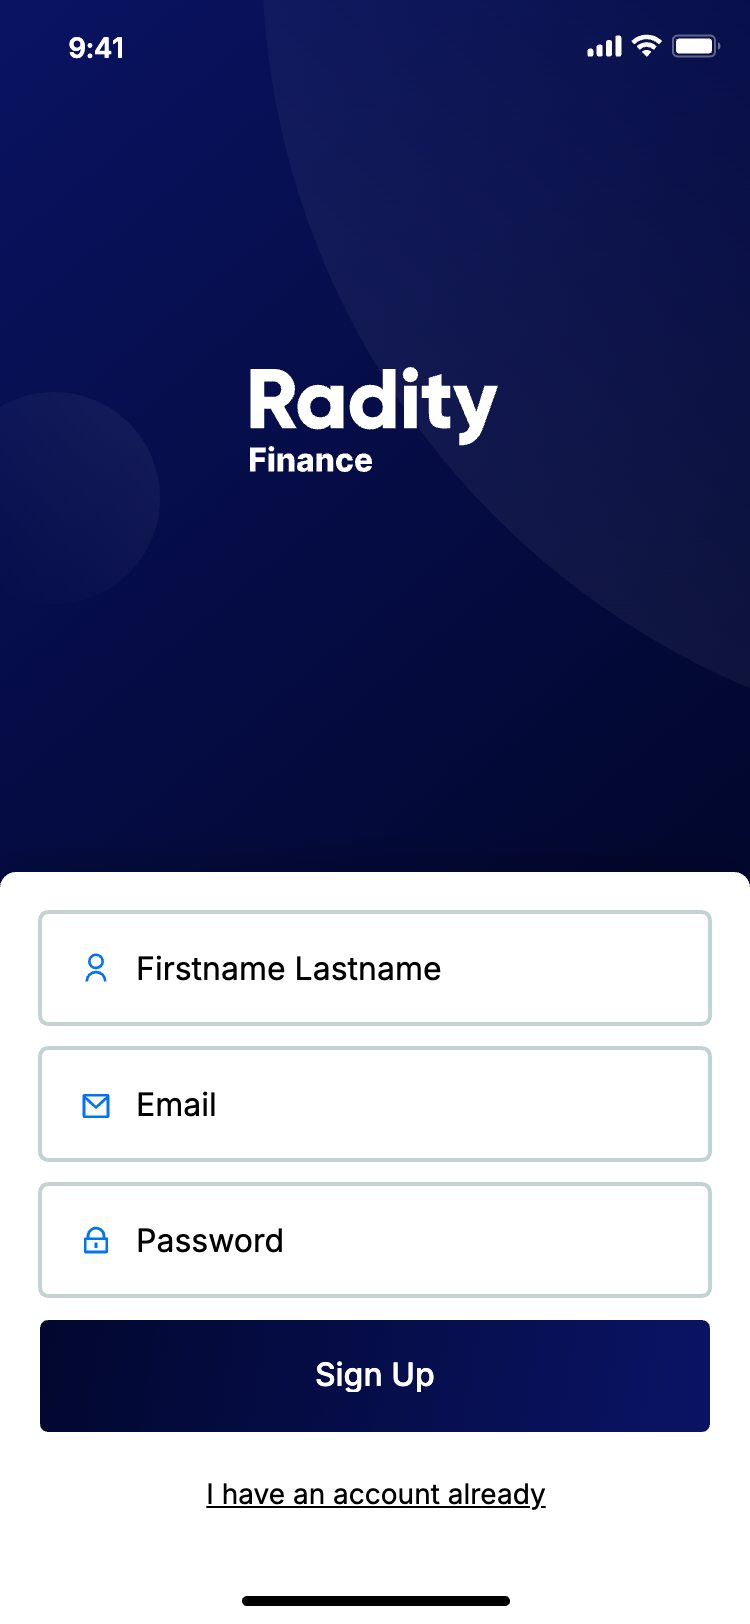 9:41
Radity
Finance
Firstname Lastname
Email
Password
Sign Up
I have an account already